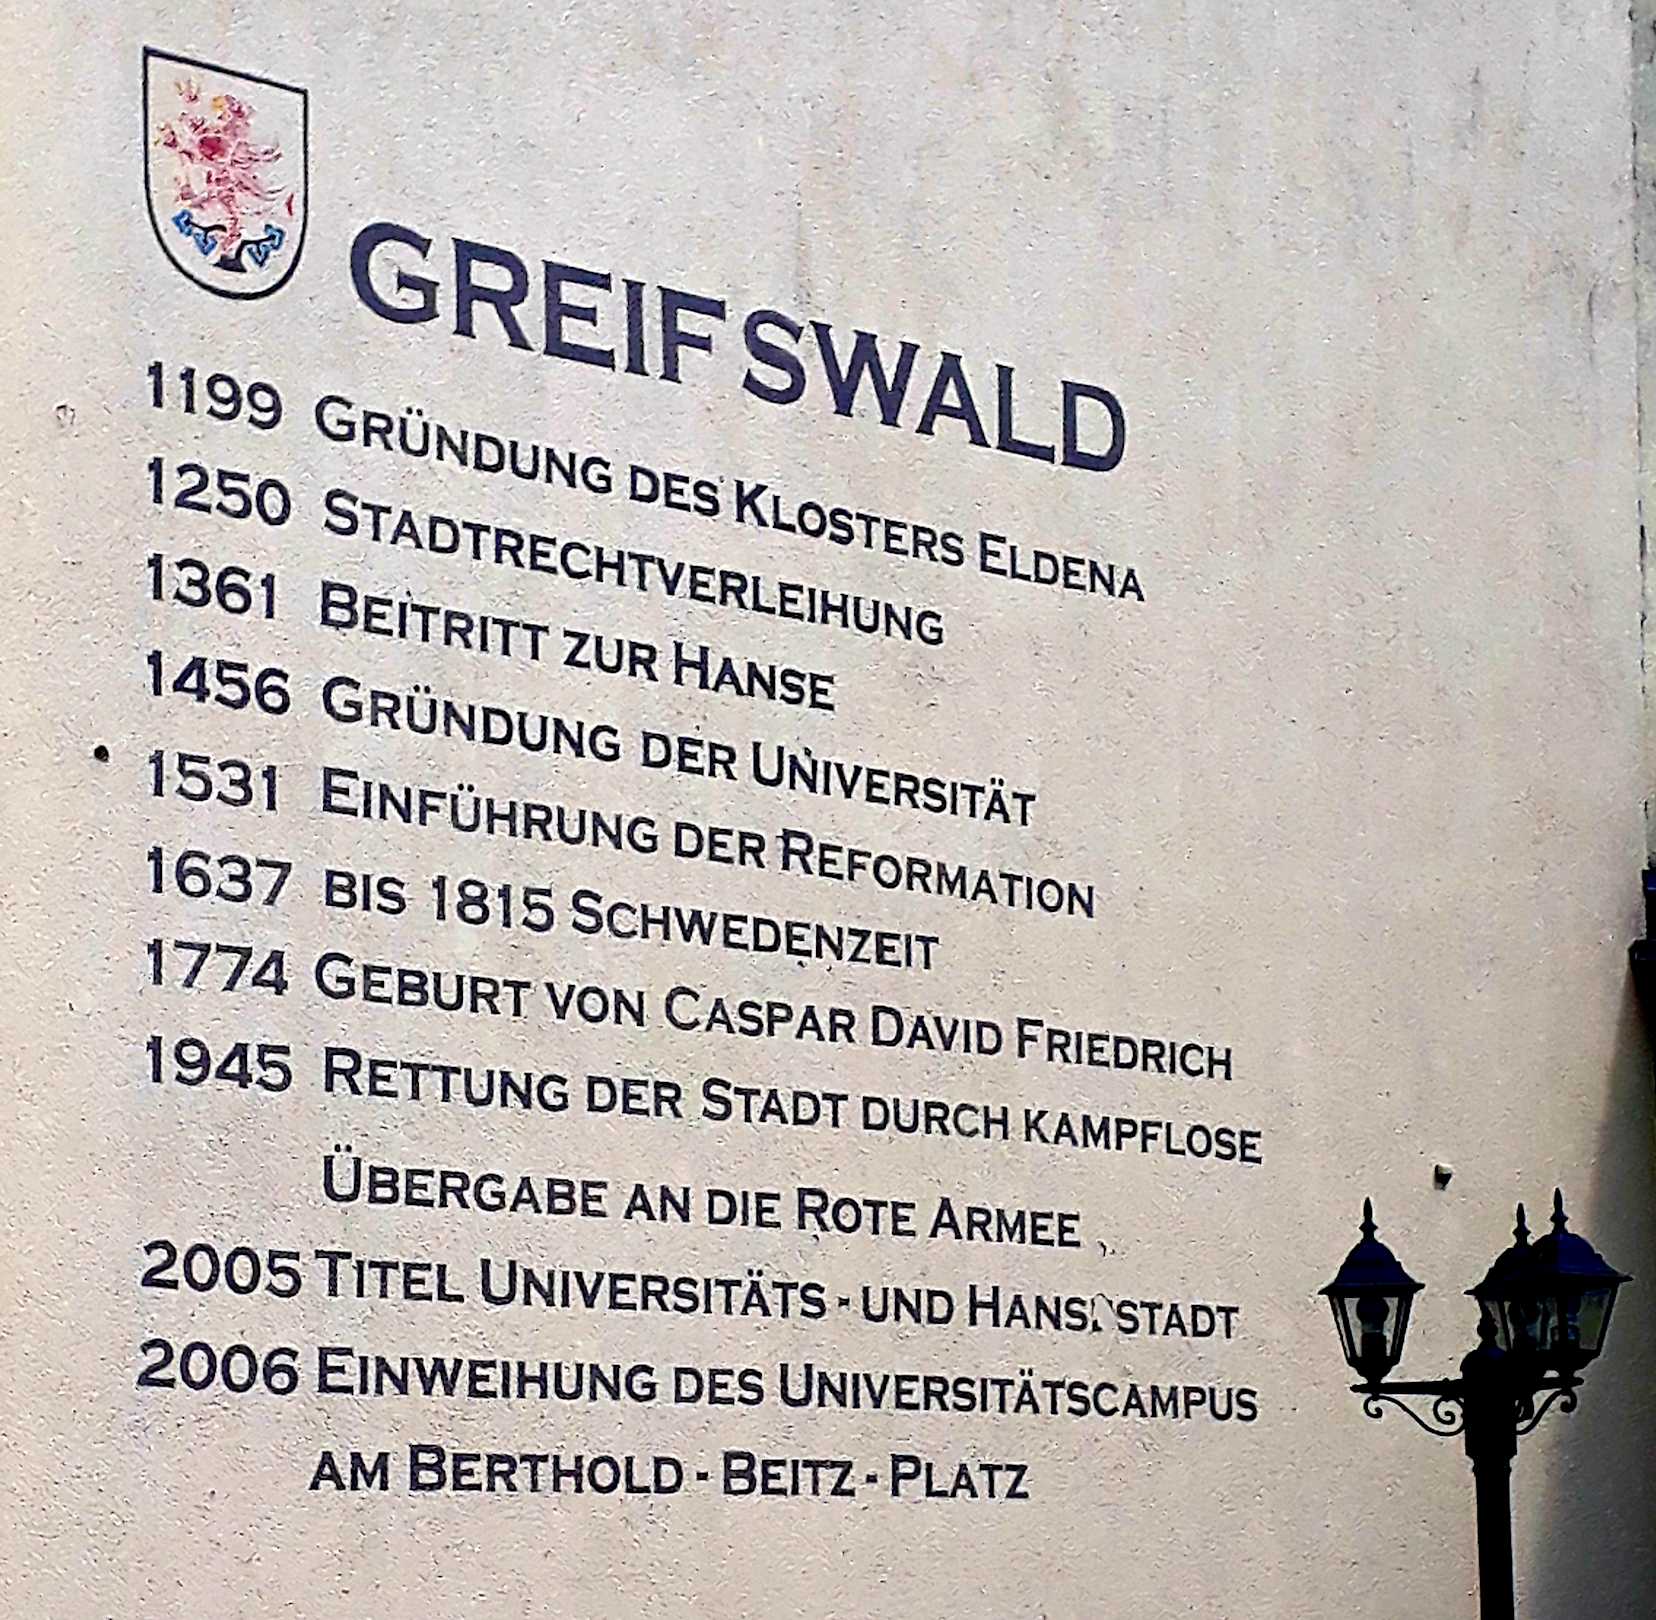 GREIFSWALD
1199 GRÜNDUNG DES KLOSTERS ELDENA
1250 STADTRECHTVERLEIHUNG
1361 BEITRITT ZUR HANSE
1456 GRÜNDUNG DER UNIVERSITÄT
1531 EINFÜHRUNG DER REFORMATION
1637 BIS 1815 SCHWEDENZEIT
1774 GEBURT VON CASPAR DAVID FRIEDRICH
1945 RETTUNG DER STADT DURCH KAMPFLOSE
ÜBERGABE AN DIE ROTE ARMEE
2005 TITEL UNIVERSITÄTS-UND HANSESTADT
2006 EINWEIHUNG DES UNIVERSITÄTSCAMPUS
AM BERTHOLD-BEITZ-PLATZ